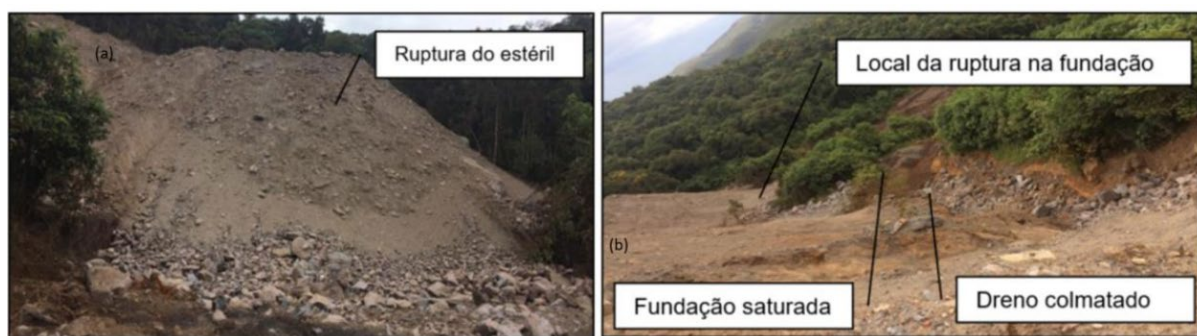 (a)
Ruptura do estéril
Local da ruptura na fundação
(b)
Fundação saturada
Dreno colmatado